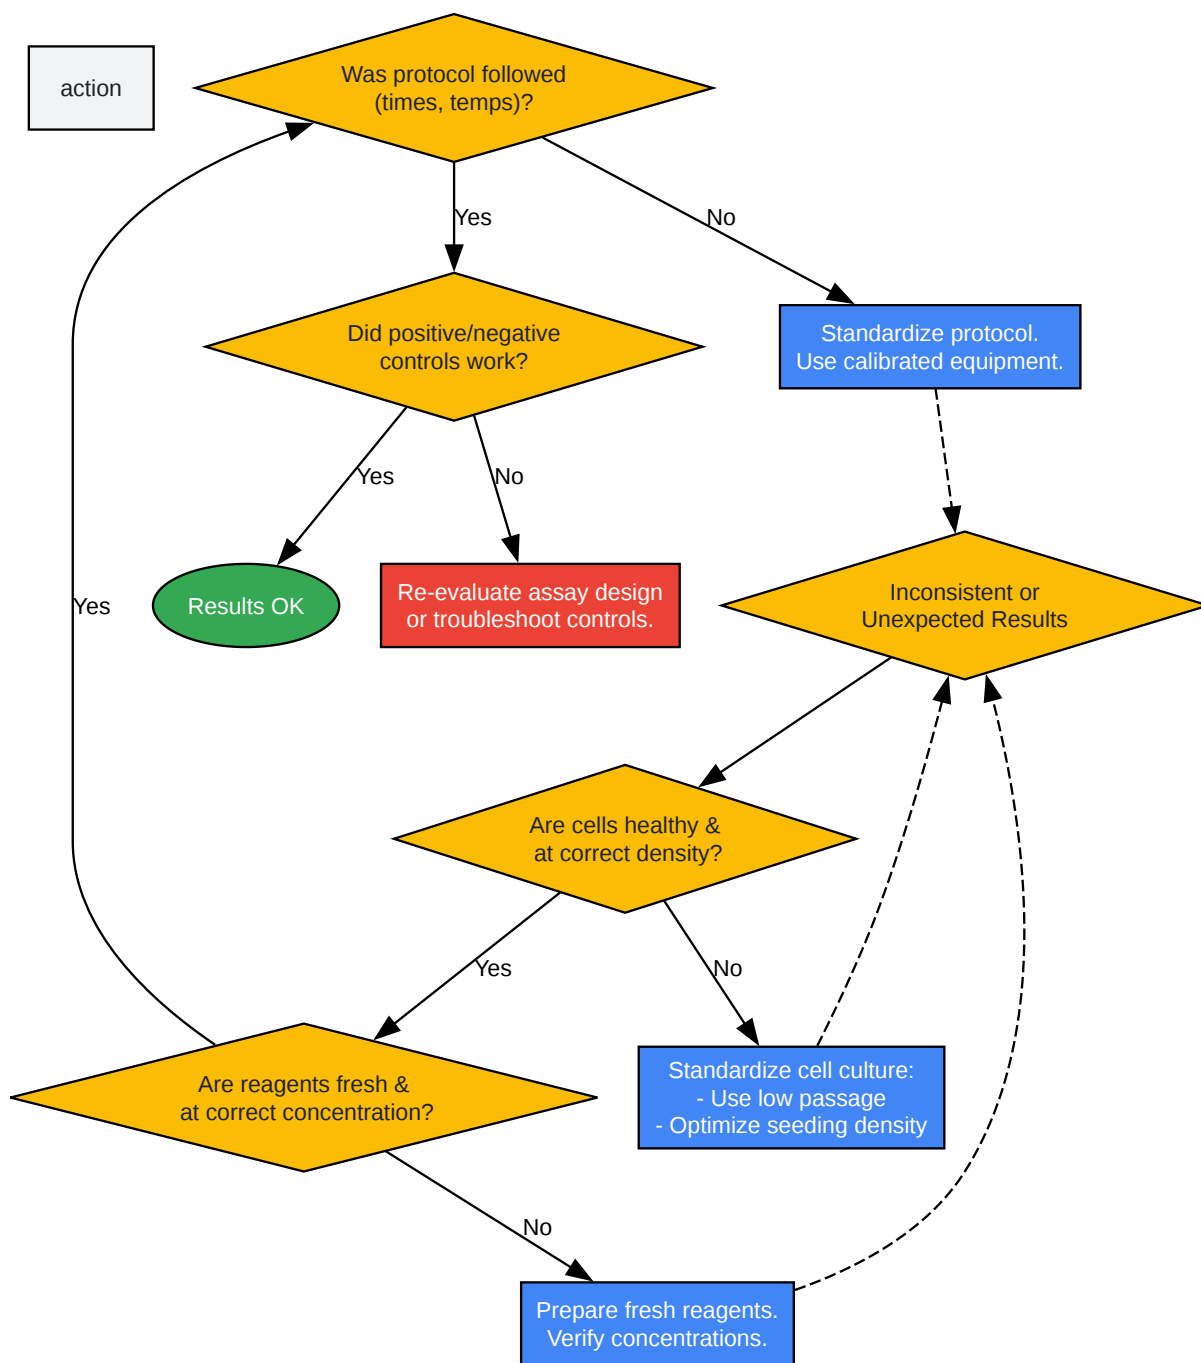 action
Was protocol followed
(times, temps)?
Yes
No
Did positive/negative
controls work?
Standardize protocol.
Use calibrated equipment.
Yes
No
Yes
Results OK
Re-evaluate assay design
or troubleshoot controls.
Inconsistent or
Unexpected Results
Are cells healthy &
at correct density?
Yes
No
Are reagents fresh &
at correct concentration?
Standardize cell culture:
- Use low passage
- Optimize seeding density
No
Prepare fresh reagents.
Verify concentrations.